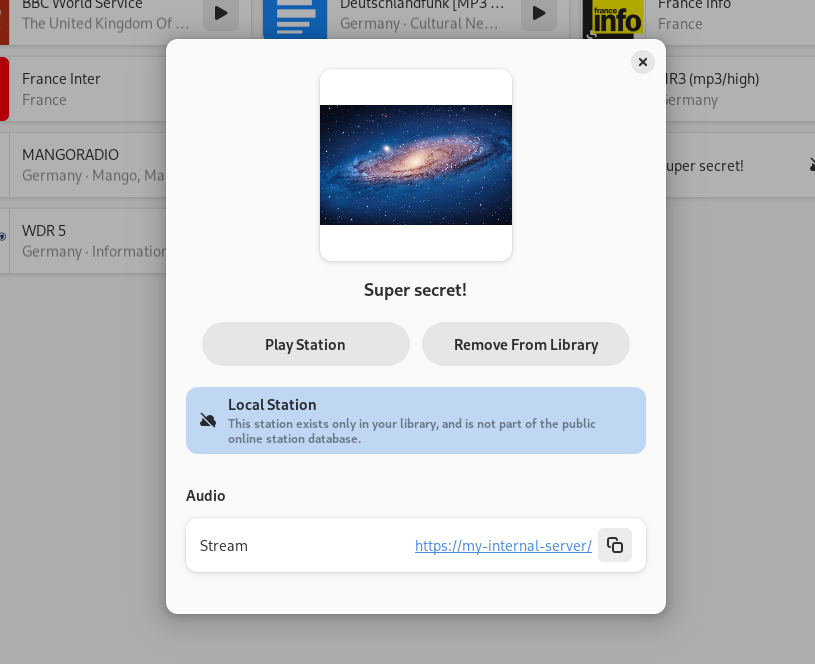 BBC World Service
The United Kingdom Of ...
Deutschlandfunk [MP3 ...
Germany · Cultural Ne...
france
info
France Info
France
France Inter
France
(mp3/high)
Germany
MANGORADIO
Germany · Mango, Ma
uper secret!
WDR 5
Germany · Information
Super secret!
Play Station
Remove From Library
Local Station
This station exists only in your library, and is not part of the public
online station database.
Audio
Stream
https://my-internal-server/